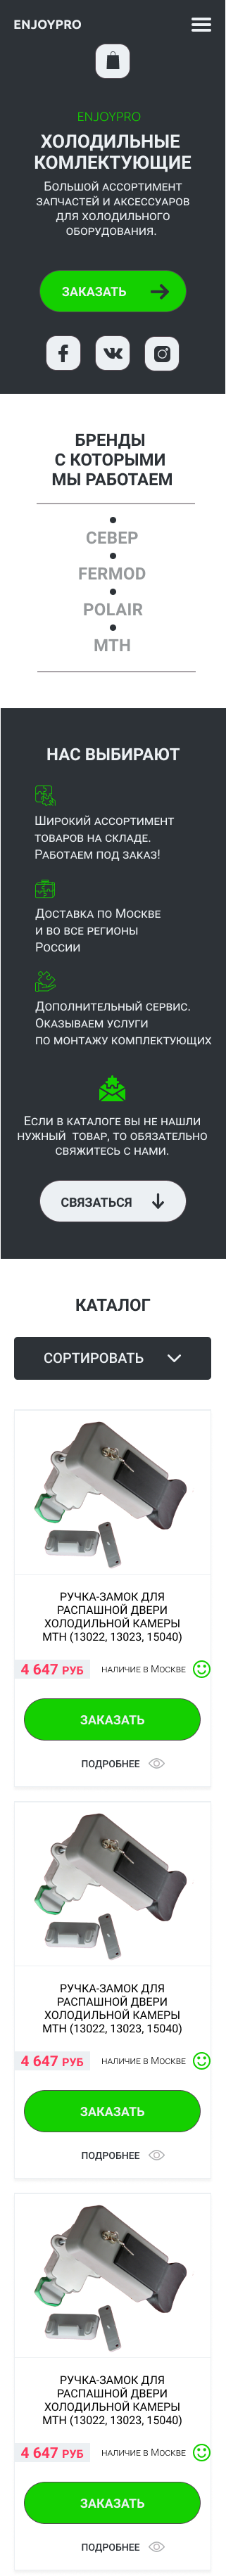 ENJOYPRO
ENJOYPRO
ХОЛОДИЛЬНЫЕ
КОМЛЕКТУЮЩИЕ
Большой ассортимент
запчастей и аксессуаров
для холодильного
оборудования.
ЗАКАЗАТЬ
БРЕНДЫ
С КОТОРЫМИ
МЫ РАБОТАЕМ
СЕВЕР
FERMOD
POLAIR
МТН
НАС ВЫБИРАЮТ
Широкий ассортимент
товаров на складе.
Работаем под заказ!
Доставка по Москве
и во все регионы
России
Дополнительный сервис.
Оказываем услуги
по монтажу комплектующих
Если в каталоге вы не нашли
нужный товар, то обязательно
свяжитесь с нами.
СВЯЗАТЬСЯ
КАТАЛОГ
СОРТИРОВАТЬ
РУЧКА-ЗАМОК ДЛЯ
РАСПАШНОЙ ДВЕРИ
ХОЛОДИЛЬНОЙ КАМЕРЫ
МТН (13022, 13023, 15040)
4 647 руб наличие в Москве
ЗАКАЗАТЬ
ПОДРОБНЕЕ
РУЧКА-ЗАМОК ДЛЯ
РАСПАШНОЙ ДВЕРИ
ХОЛОДИЛЬНОЙ КАМЕРЫ
МТН (13022, 13023, 15040)
4 647 руб наличие в Москве
ЗАКАЗАТЬ
ПОДРОБНЕЕ
РУЧКА-ЗАМОК ДЛЯ
РАСПАШНОЙ ДВЕРИ
ХОЛОДИЛЬНОЙ КАМЕРЫ
МТН (13022, 13023, 15040)
4 647 руб наличие в Москве
ЗАКАЗАТЬ
ПОДРОБНЕЕ